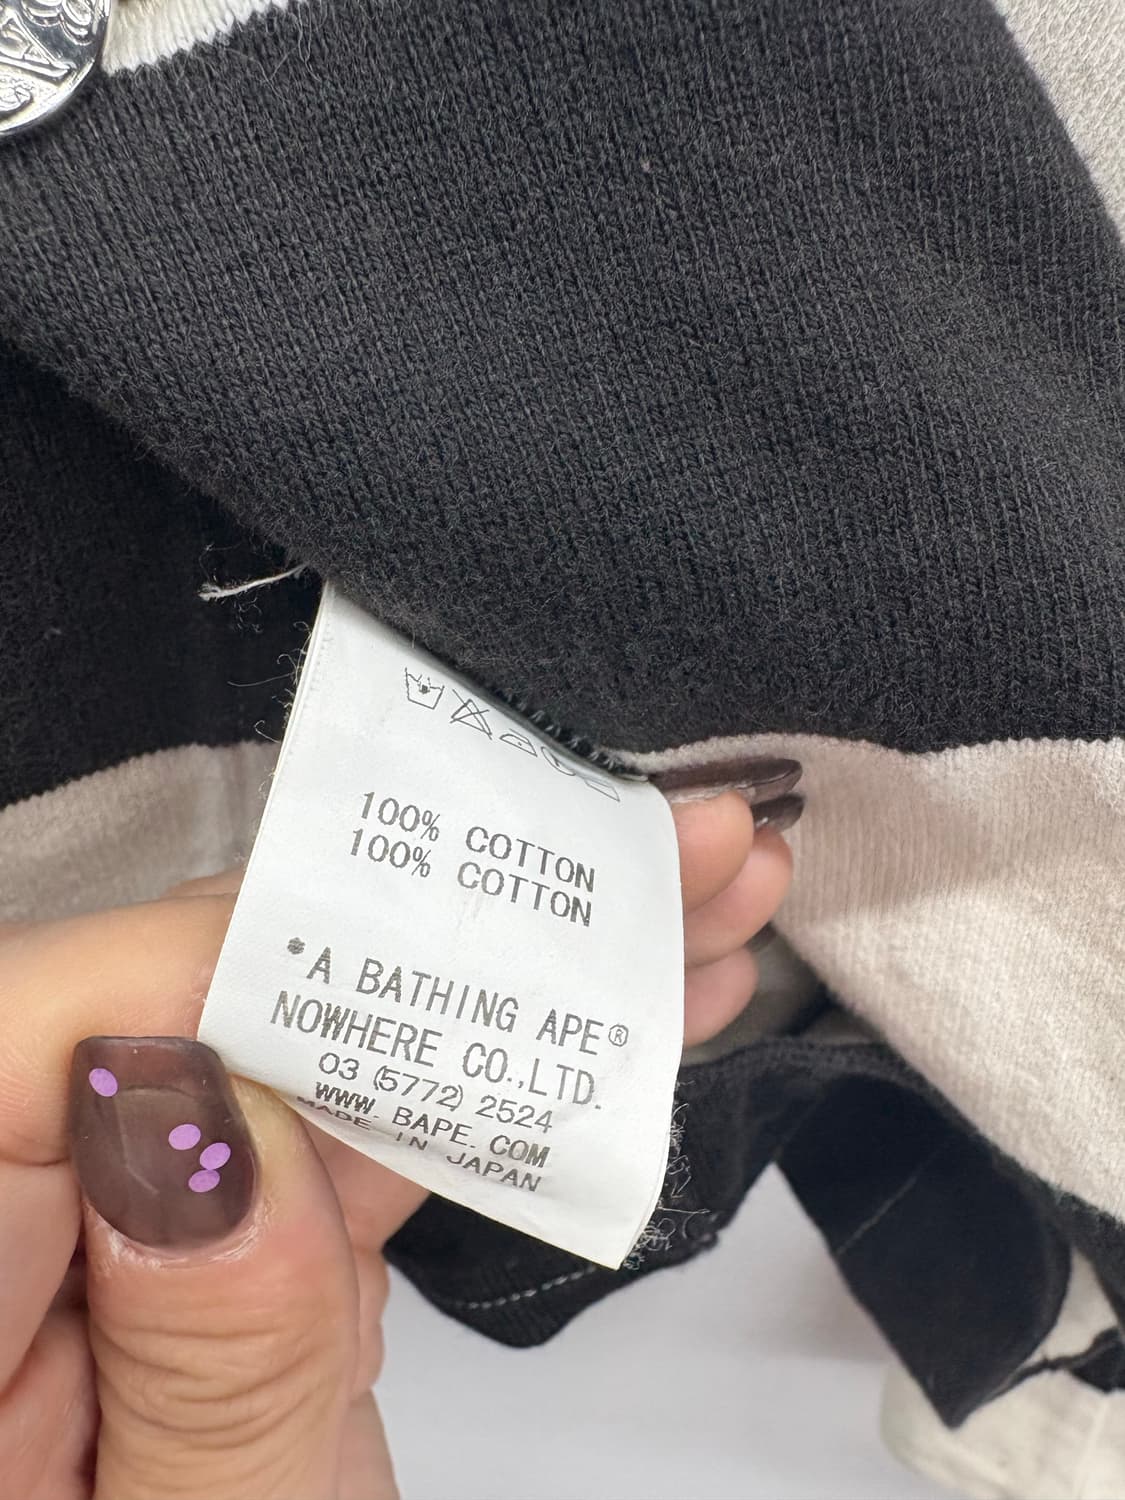 100% COTTON
100% COTTON
*A BATHING APE®
NOWHERE CO.,LTD.
03 (5772) 2524
WWW. BAPE. COM
MADE IN JAPAN